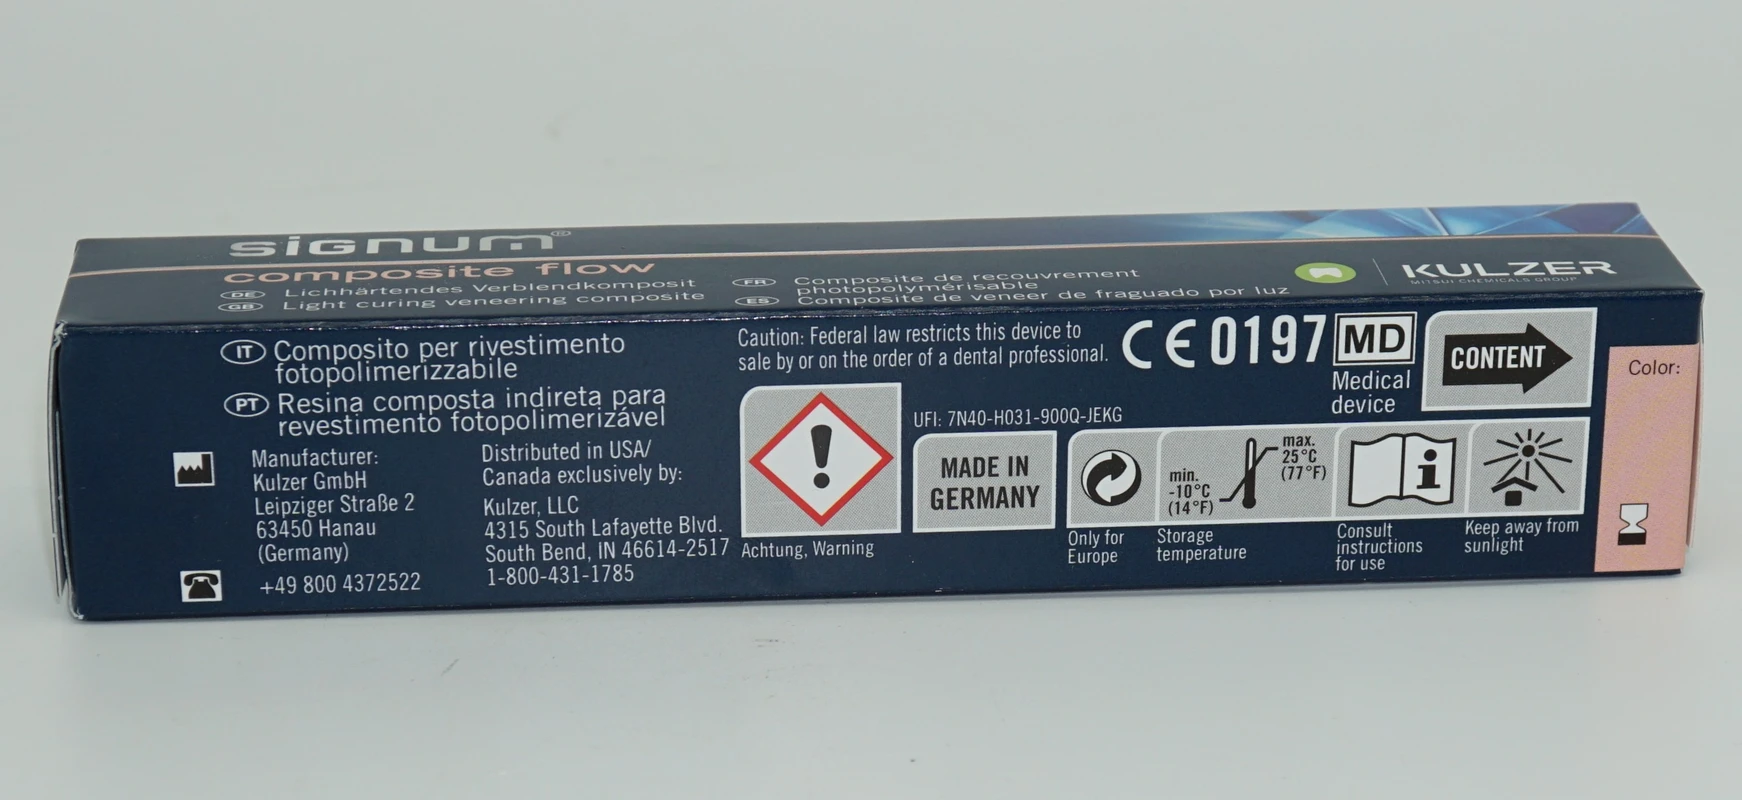 signum®
composite flow
DE Lichhärtendes Verblendkomposit
GB Light curing veneering composite
FR Composite de recouvrement
photopolymérisable
ES Composite de veneer de fraguado por luz
KULZER
MITSUI CHEMICALS GROUP
IT Composito per rivestimento
fotopolimerizzabile
PT Resina composta indireta para
revestimento fotopolimerizável
Manufacturer:
Kulzer GmbH
Leipziger Straße 2
63450 Hanau
(Germany)
+49 800 4372522
Distributed in USA/
Canada exclusively by:
Kulzer, LLC
4315 South Lafayette Blvd.
South Bend, IN 46614-2517
1-800-431-1785
Caution: Federal law restricts this device to
sale by or on the order of a dental professional.
CE 0197
MD
Medical
device
CONTENT
Color:
Achtung, Warning
UFI: 7N40-H031-900Q-JEKG
MADE IN
GERMANY
Only for
Europe
min.
-10°C
(14°F)
max.
25°C
(77°F)
Storage
temperature
i
Consult
instructions
for use
Keep away from
sunlight